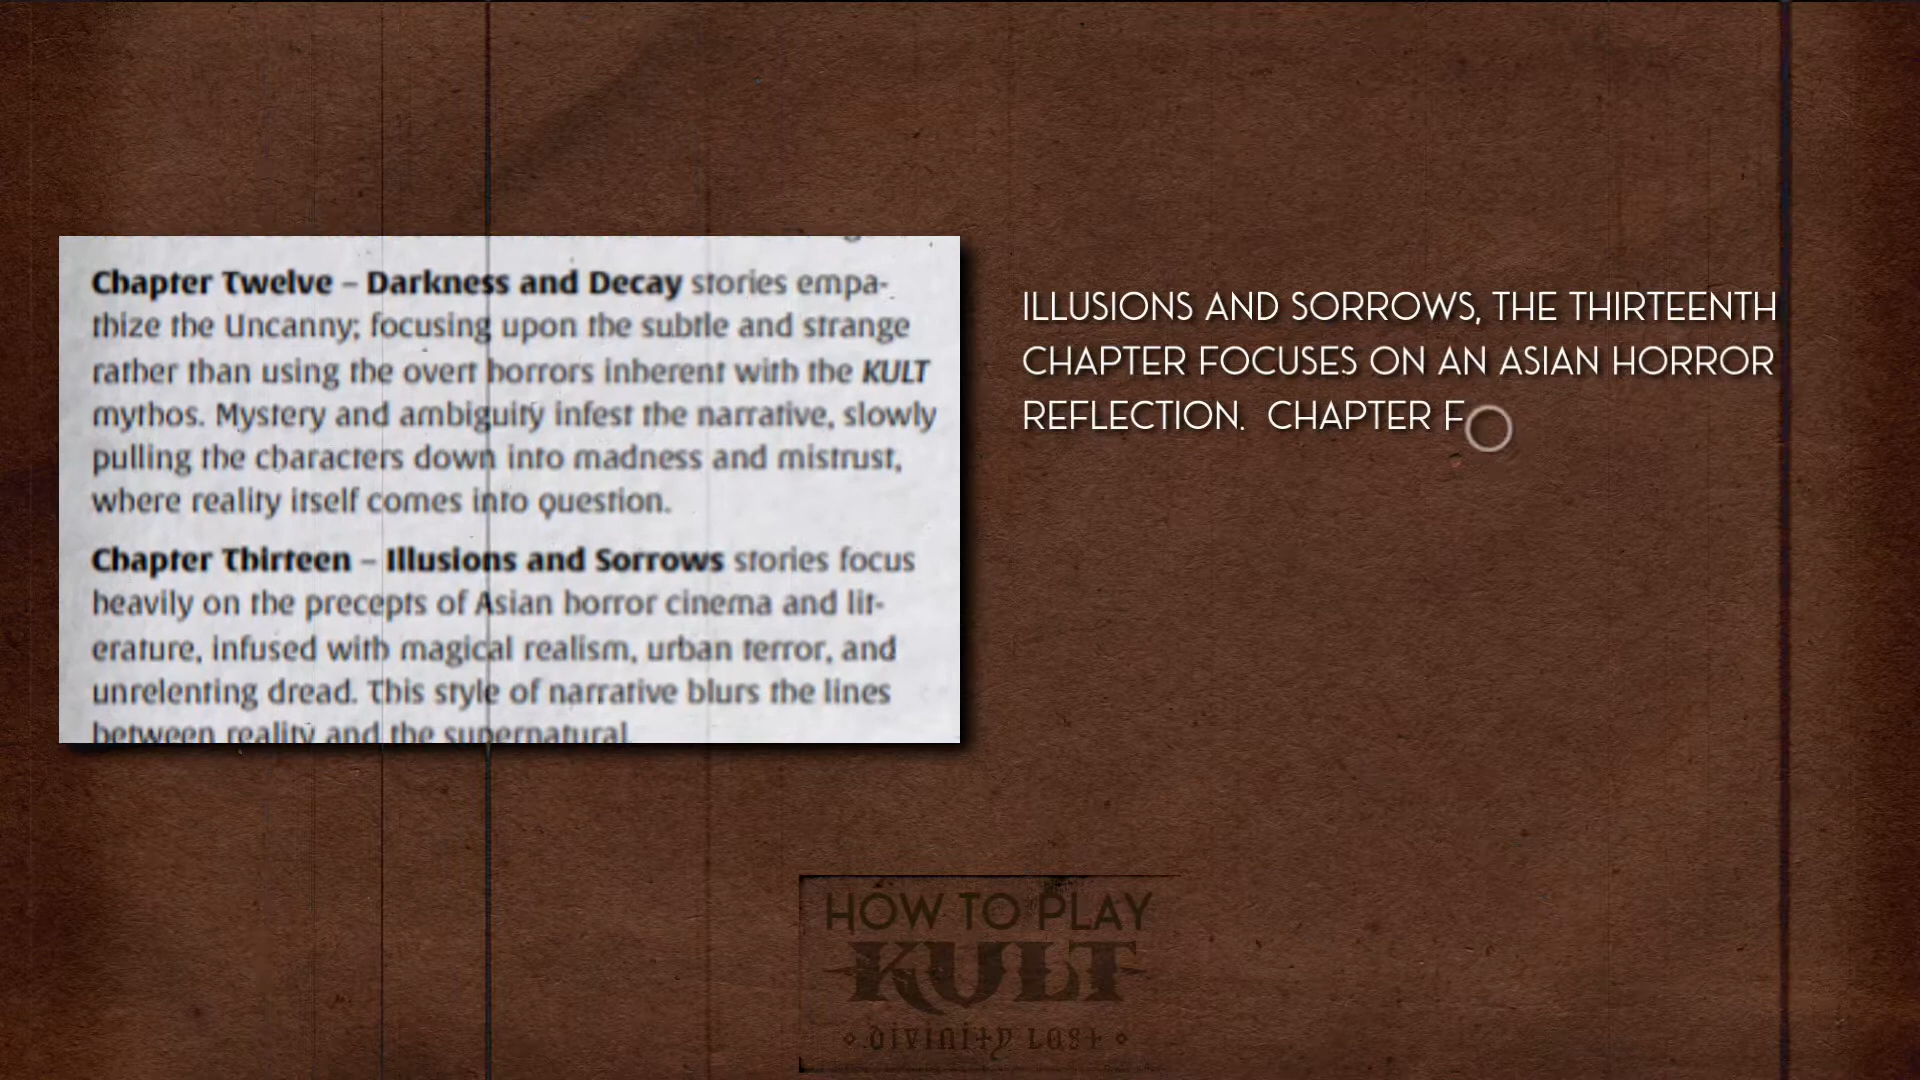 Chapter Twelve – Darkness and Decay stories empa-
thize the Uncanny; focusing upon the subtle and strange
rather than using the overt horrors inherent with the KULT
mythos. Mystery and ambiguity infest the narrative, slowly
pulling the characters down into madness and mistrust,
where reality itself comes into question.
Chapter Thirteen – Illusions and Sorrows stories focus
heavily on the precepts of Asian horror cinema and lit-
erature, infused with magical realism, urban terror, and
unrelenting dread. This style of narrative blurs the lines
between reality and the supernatural.
ILLUSIONS AND SORROWS, THE THIRTEENTH
CHAPTER FOCUSES ON AN ASIAN HORROR
REFLECTION. CHAPTER F
HOW TO PLAY
KULT
DIVINITY LOST